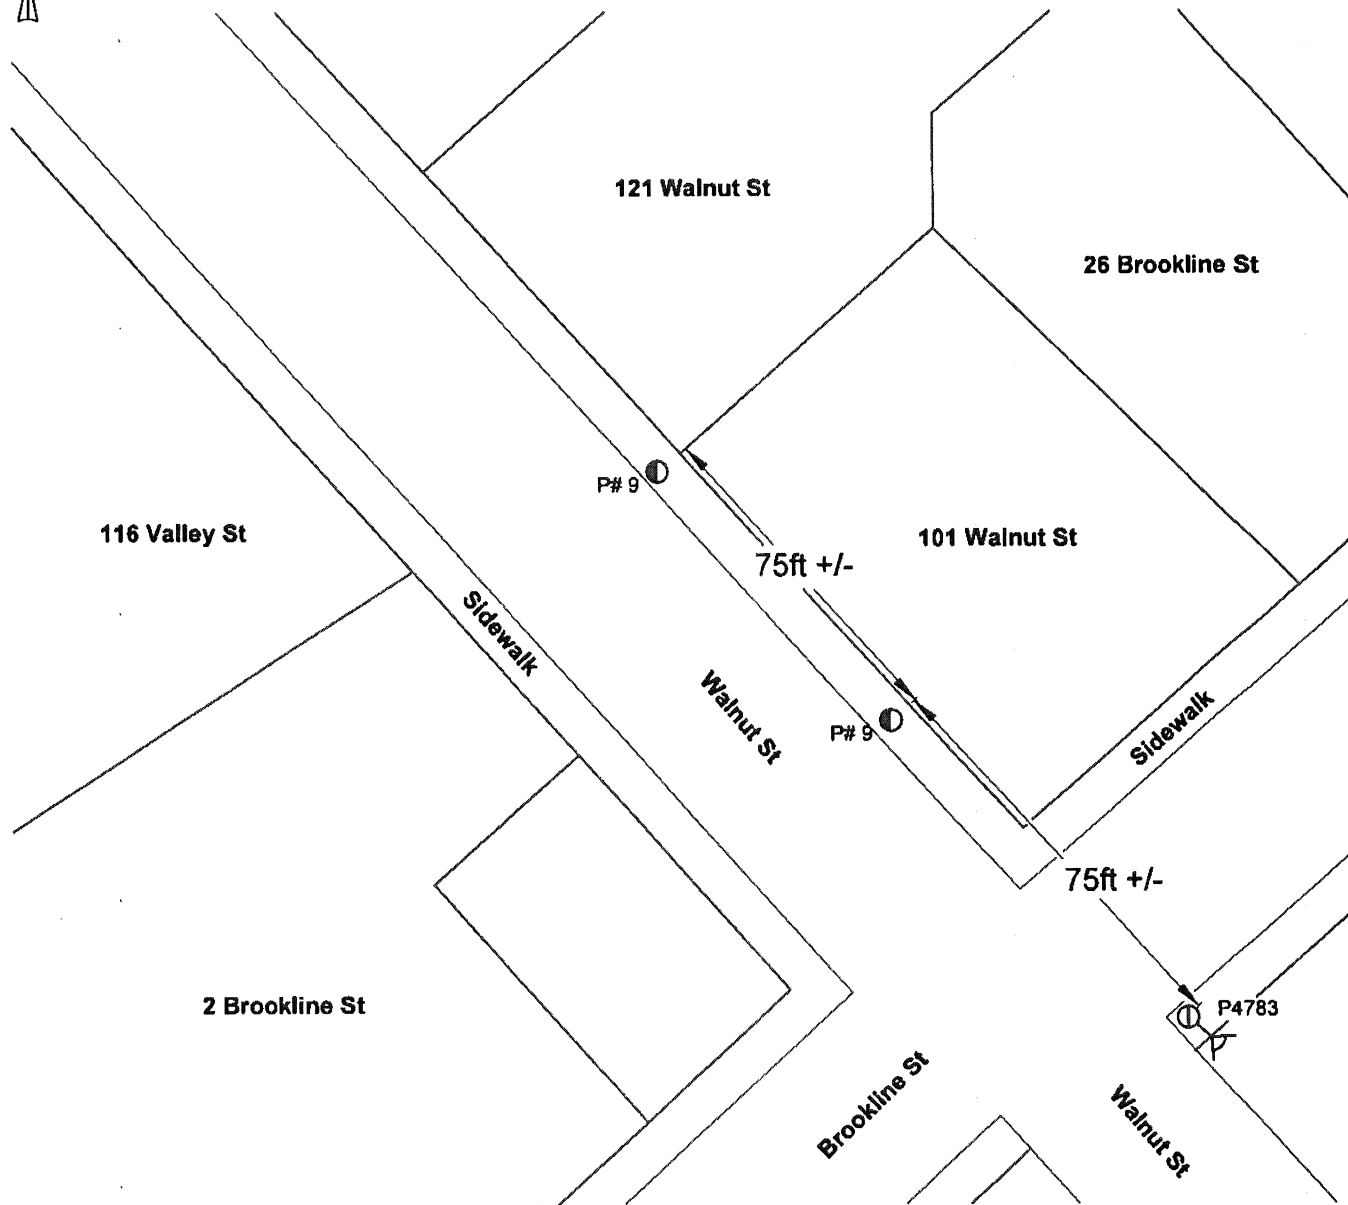 121 Walnut St
26 Brookline St
P# 9
116 Valley St
101 Walnut St
75ft +/-
Sidewalk
Walnut St
P# 9
Sidewalk
75ft +/-
2 Brookline St
P4783
Brookline St
Walnut St